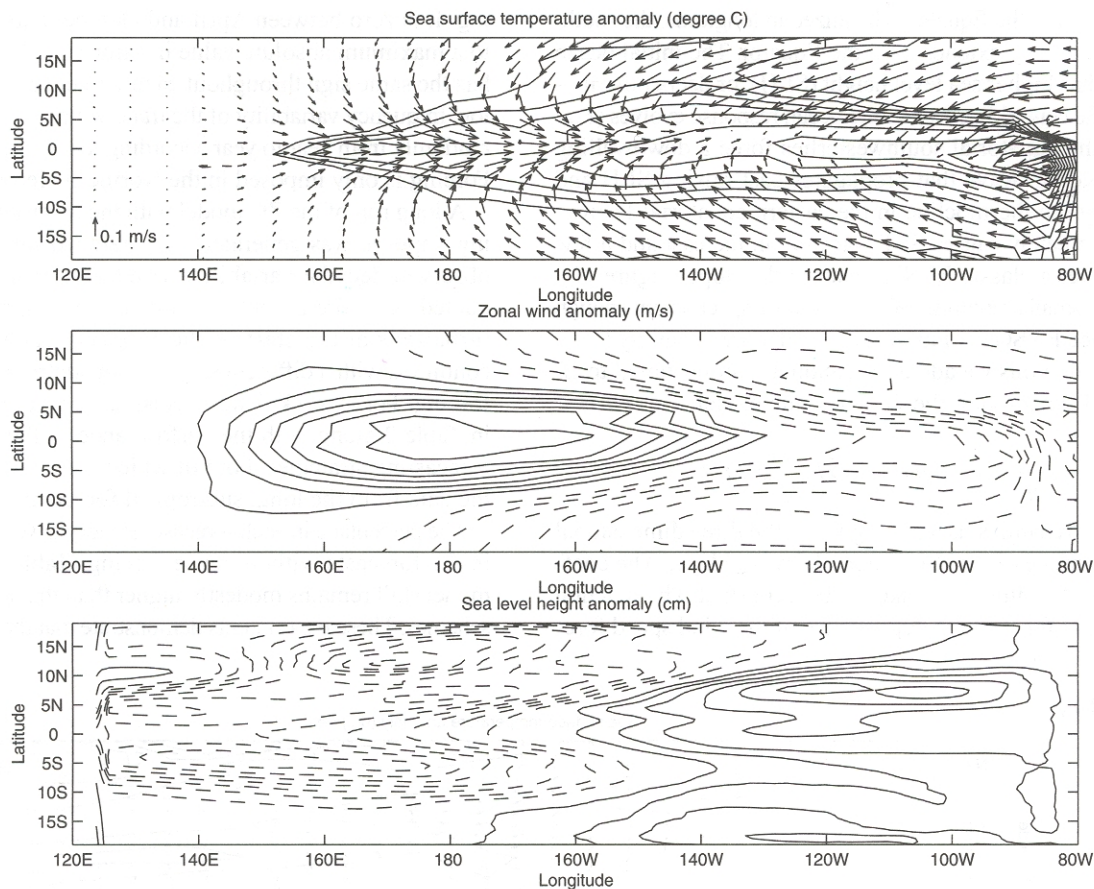 Sea surface temperature anomaly (degree C)
15N
10N
5N
Latitude
0
5S
10S
0.1 m/s
15S
120E 140E 160E 180 160W 140W 120W 100W 80W
Longitude
Zonal wind anomaly (m/s)
15N
10N
5N
Latitude
0
5S
10S
15S
120E 140E 160E 180 160W 140W 120W 100W 80W
Longitude
Sea level height anomaly (cm)
15N
10N
5N
Latitude
0
5S
10S
15S
120E 140E 160E 180 160W 140W 120W 100W 80W
Longitude